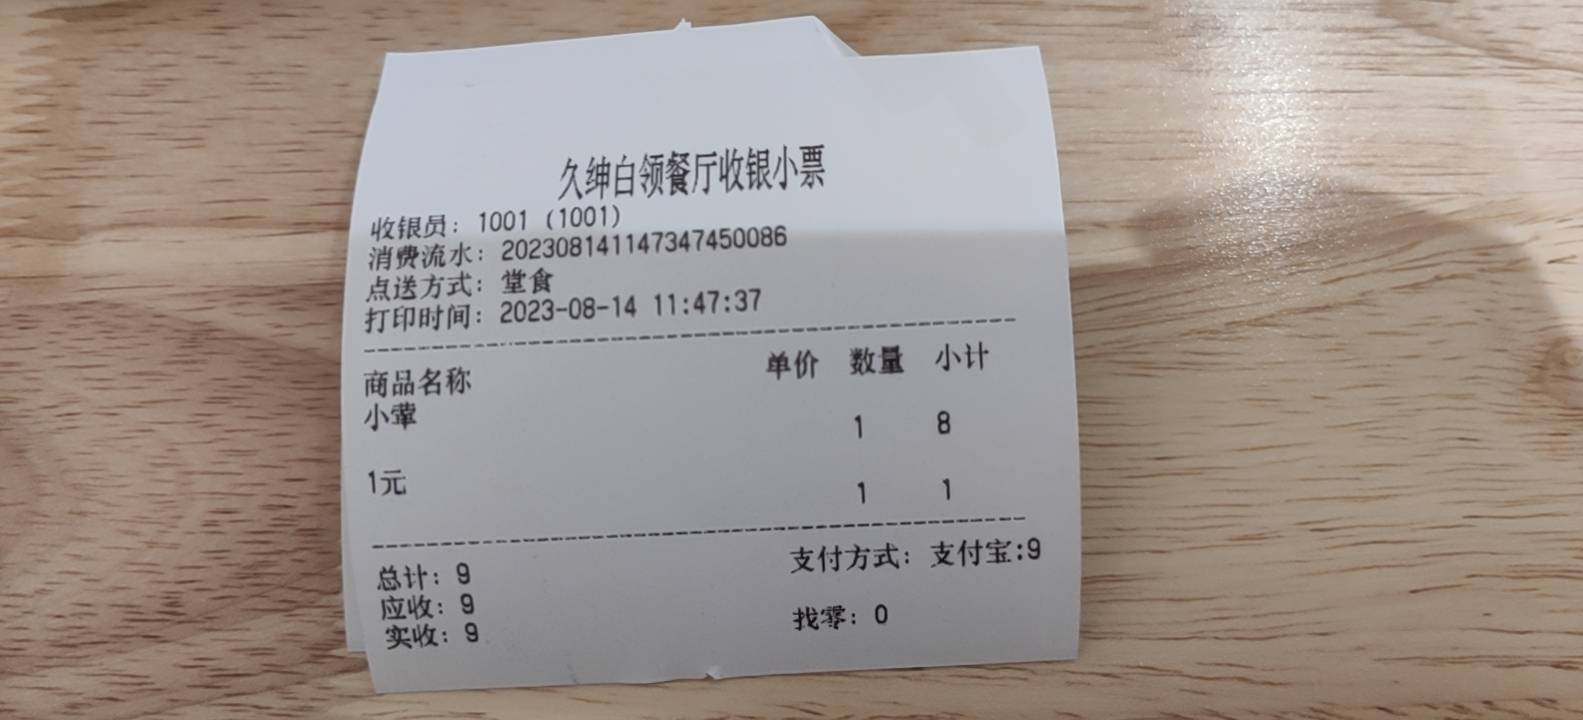 久绅白领餐厅收银小票
收银员: 1001 (1001)
消费流水: 2023081411473474​50086
点送方式: 堂食
打印时间: 2023-08-14 11:47:37
商品名称 单价 数量 小计
小荤
1 8
1元
1 1
总计: 9 支付方式: 支付宝:9
应收: 9
实收: 9 找零: 0